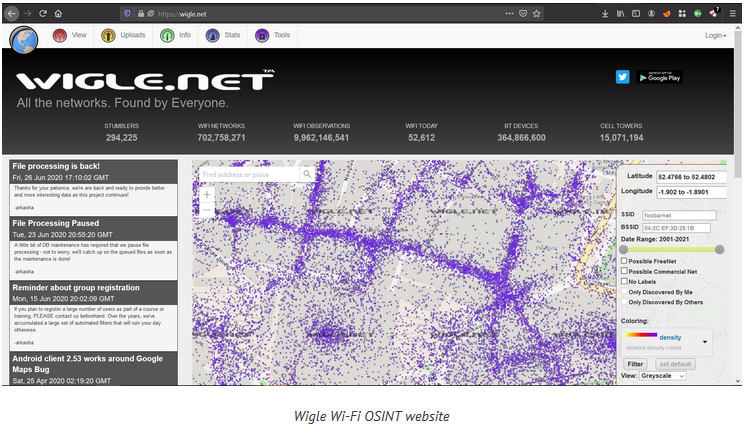 https://wigle.net
View
Uploads
Info
Stats
Tools
Login
WIGLE.NET™
All the networks. Found by Everyone.
ANDROID APP ON
Google Play
STUMBLERS
294,225
WIFI NETWORKS
702,758,271
WIFI OBSERVATIONS
9,962,146,541
WIFI TODAY
52,612
BT DEVICES
364,866,600
CELL TOWERS
15,071,194
File processing is back!
Fri, 26 Jun 2020 17:10:02 GMT
Thanks for your patience, we're are back and ready to provide better
and more interesting data as this project continues!
-arkasha
File Processing Paused
Tue, 23 Jun 2020 20:55:20 GMT
A little bit of DB maintenance has required that we pause file
processing - not to worry, we'll catch up on the queued files as soon as
the maintenance is done!
-arkasha
Reminder about group registration
Mon, 15 Jun 2020 20:02:09 GMT
If you plan to register a large number of users as part of a course or
training, PLEASE contact us beforehand. Over the years, we've
accumulated a large set of automated filters that will ruin your day
otherwise.
-arkasha
Android client 2.53 works around Google
Maps Bug
Sat, 25 Apr 2020 02:19:20 GMT
Find address or place
+
−
WIGLE.NET
Latitude
52.4766 to 52.4802
Longitude
-1.902 to -1.8901
SSID
foobarnet
BSSID
0A:2C:EF:3D:25:1B
Date Range: 2001-2021
Possible FreeNet
Possible Commercial Net
No Labels
Only Discovered By Me
Only Discovered By Others
Coloring:
density
Network density coded
Filter
set default
View: Greyscale
Wigle Wi-Fi OSINT website